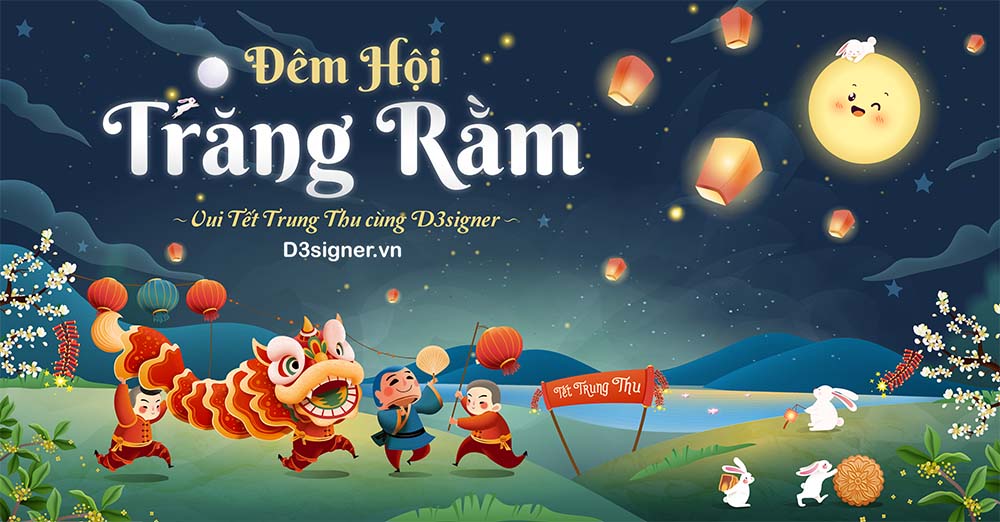 Đêm Hội
Trăng Rằm
~ Vui Tết Trung Thu cùng D3signer ~
D3signer.vn
Tết Trung Thu